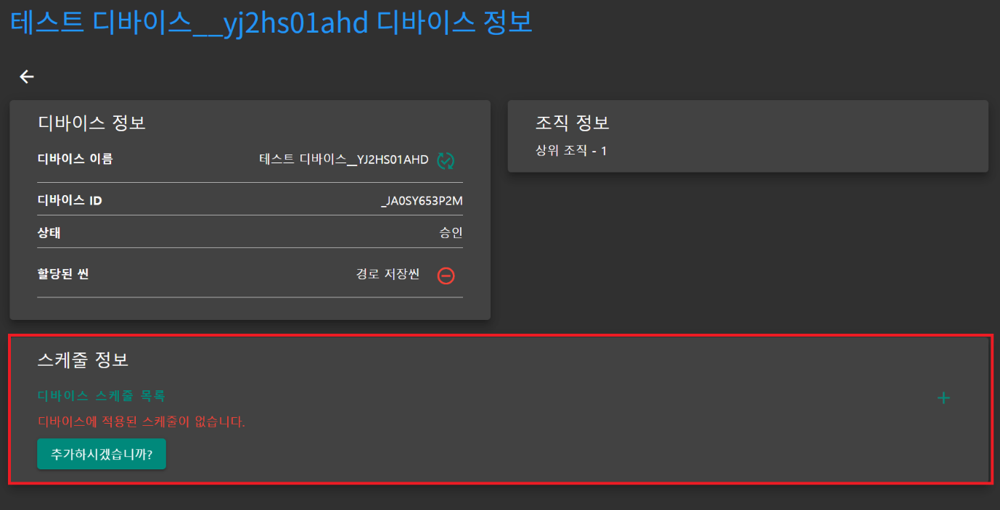 테스트 디바이스__yj2hs01ahd 디바이스 정보
디바이스 정보
디바이스 이름 테스트 디바이스__YJ2HS01AHD
디바이스 ID _JA0SY653P2M
상태 승인
할당된 씬 경로 저장씬
조직 정보
상위 조직 - 1
스케줄 정보
디바이스 스케줄 목록
디바이스에 적용된 스케줄이 없습니다.
추가하시겠습니까?